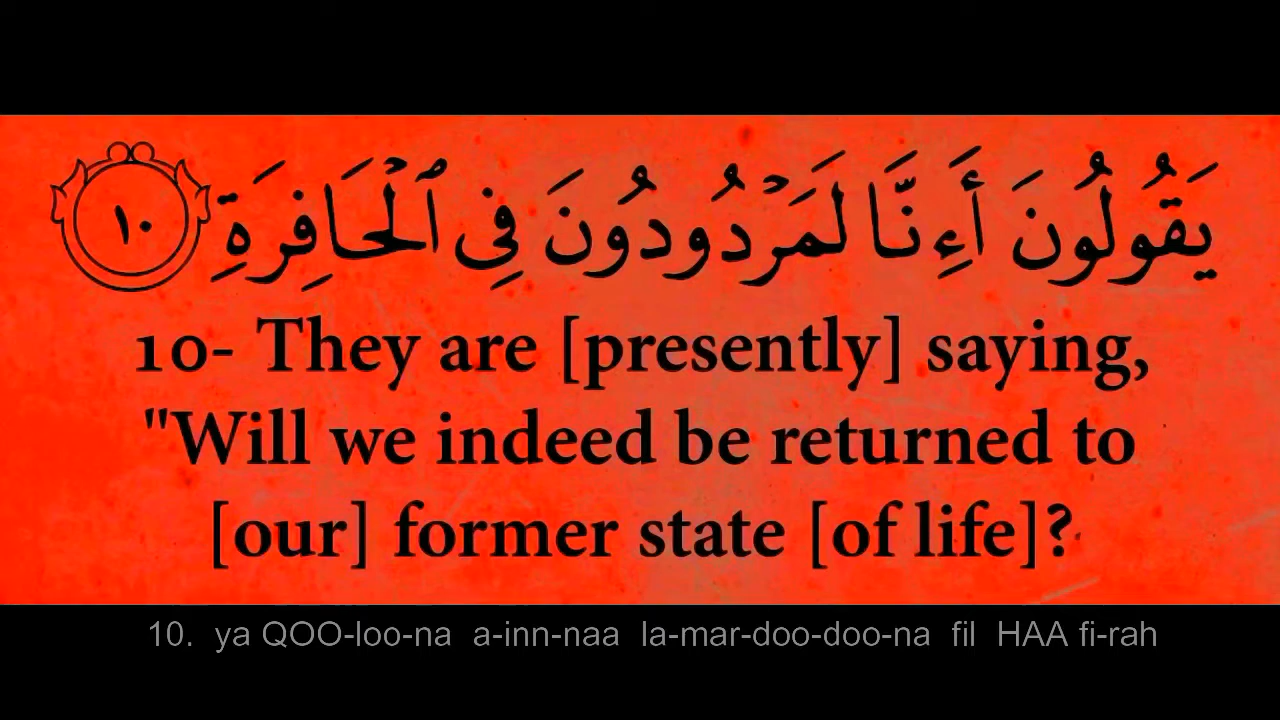 يَقُولُونَ أَءِنَّا لَمَرْدُودُونَ فِى ٱلْحَافِرَةِ ١٠
10- They are [presently] saying,
"Will we indeed be returned to
[our] former state [of life]?
10. ya QOO-loo-na a-inn-naa la-mar-doo-doo-na fil HAA fi-rah